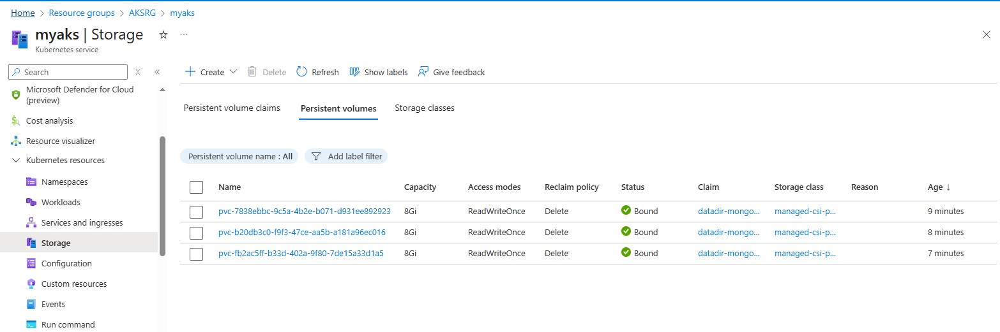 Home > Resource groups > AKSRG > myaks
myaks | Storage
Kubernetes service
Search
Microsoft Defender for Cloud
(preview)
Cost analysis
Resource visualizer
Kubernetes resources
Namespaces
Workloads
Services and ingresses
Storage
Configuration
Custom resources
Events
Run command
Create Delete Refresh Show labels Give feedback
Persistent volume claims Persistent volumes Storage classes
Persistent volume name : All Add label filter
Name Capacity Access modes Reclaim policy Status Claim Storage class Reason Age ↓
pvc-7838ebbc-9c5a-4b2e-b071-d931ee892923 8Gi ReadWriteOnce Delete Bound datadir-mongo... managed-csi-p... 9 minutes
pvc-b20db3c0-f9f3-47ce-aa5b-a181a96ec016 8Gi ReadWriteOnce Delete Bound datadir-mongo... managed-csi-p... 8 minutes
pvc-fb2ac5ff-b33d-402a-9f80-7de15a33d1a5 8Gi ReadWriteOnce Delete Bound datadir-mongo... managed-csi-p... 7 minutes